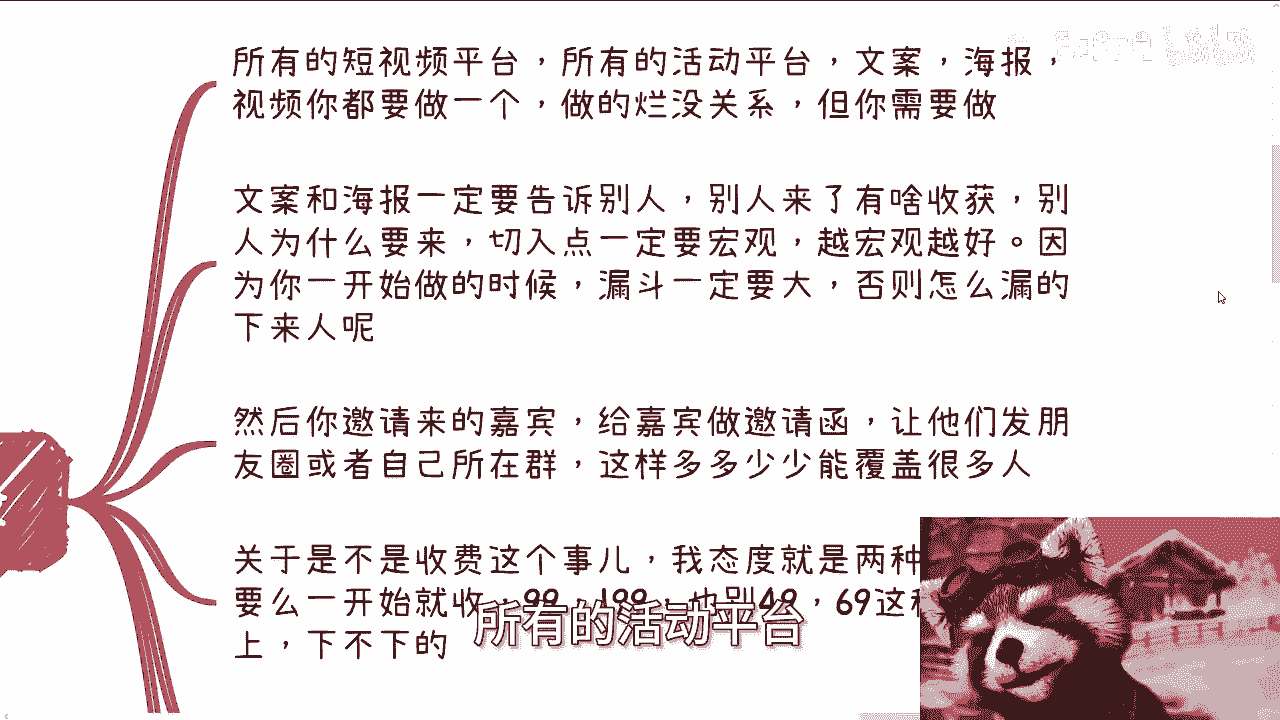 所有的短视频平台，所有的活动平台，文案，海报，
视频你都要做一个，做的烂没关系，但你需要做
文案和海报一定要告诉别人，别人来了有啥收获，别
人为什么要来，切入点一定要宏观，越宏观越好。因
为你一开始做的时候，漏斗一定要大，否则怎么漏的
下来人呢
然后你邀请来的嘉宾，给嘉宾做邀请函，让他们发朋
友圈或者自己所在群，这样多多少少能覆盖很多人
关于是不是收费这个事儿，我态度就是两种
要么一开始就收，99，199，也别49，69这种
上，下不下的
所有的活动平台